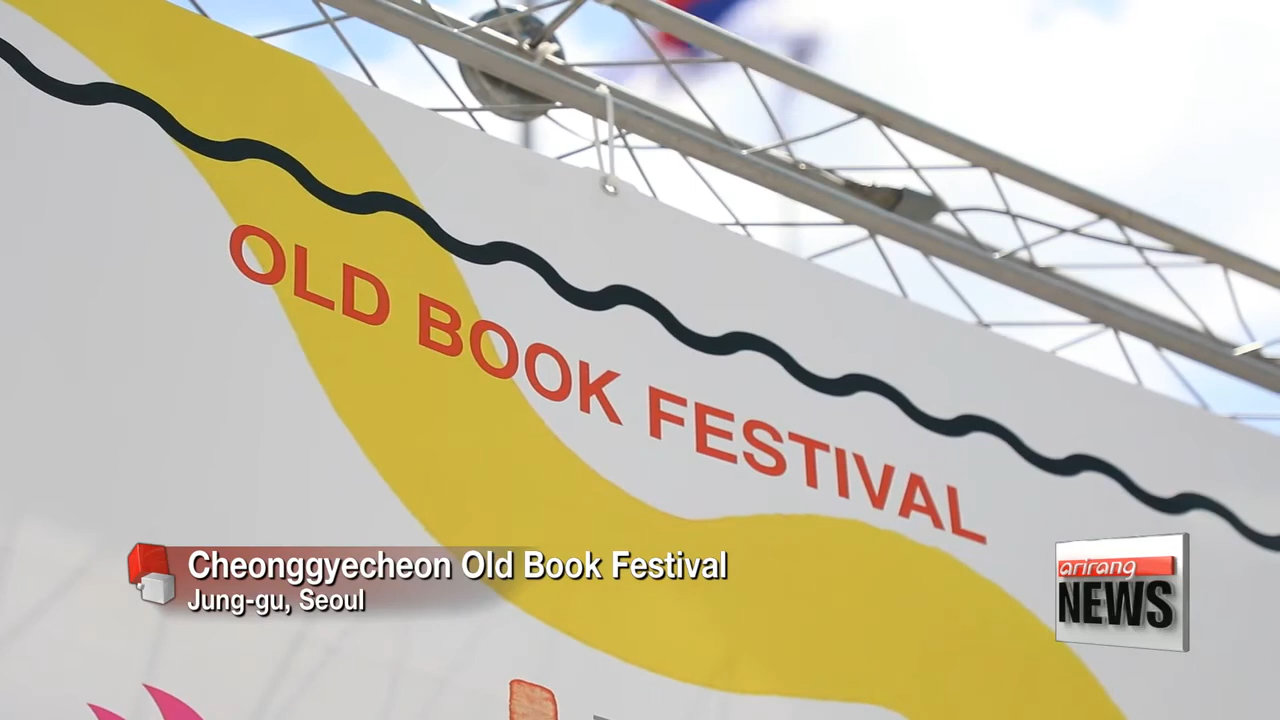 OLD BOOK FESTIVAL
Cheonggyecheon Old Book Festival
Jung-gu, Seoul
arirang
NEWS